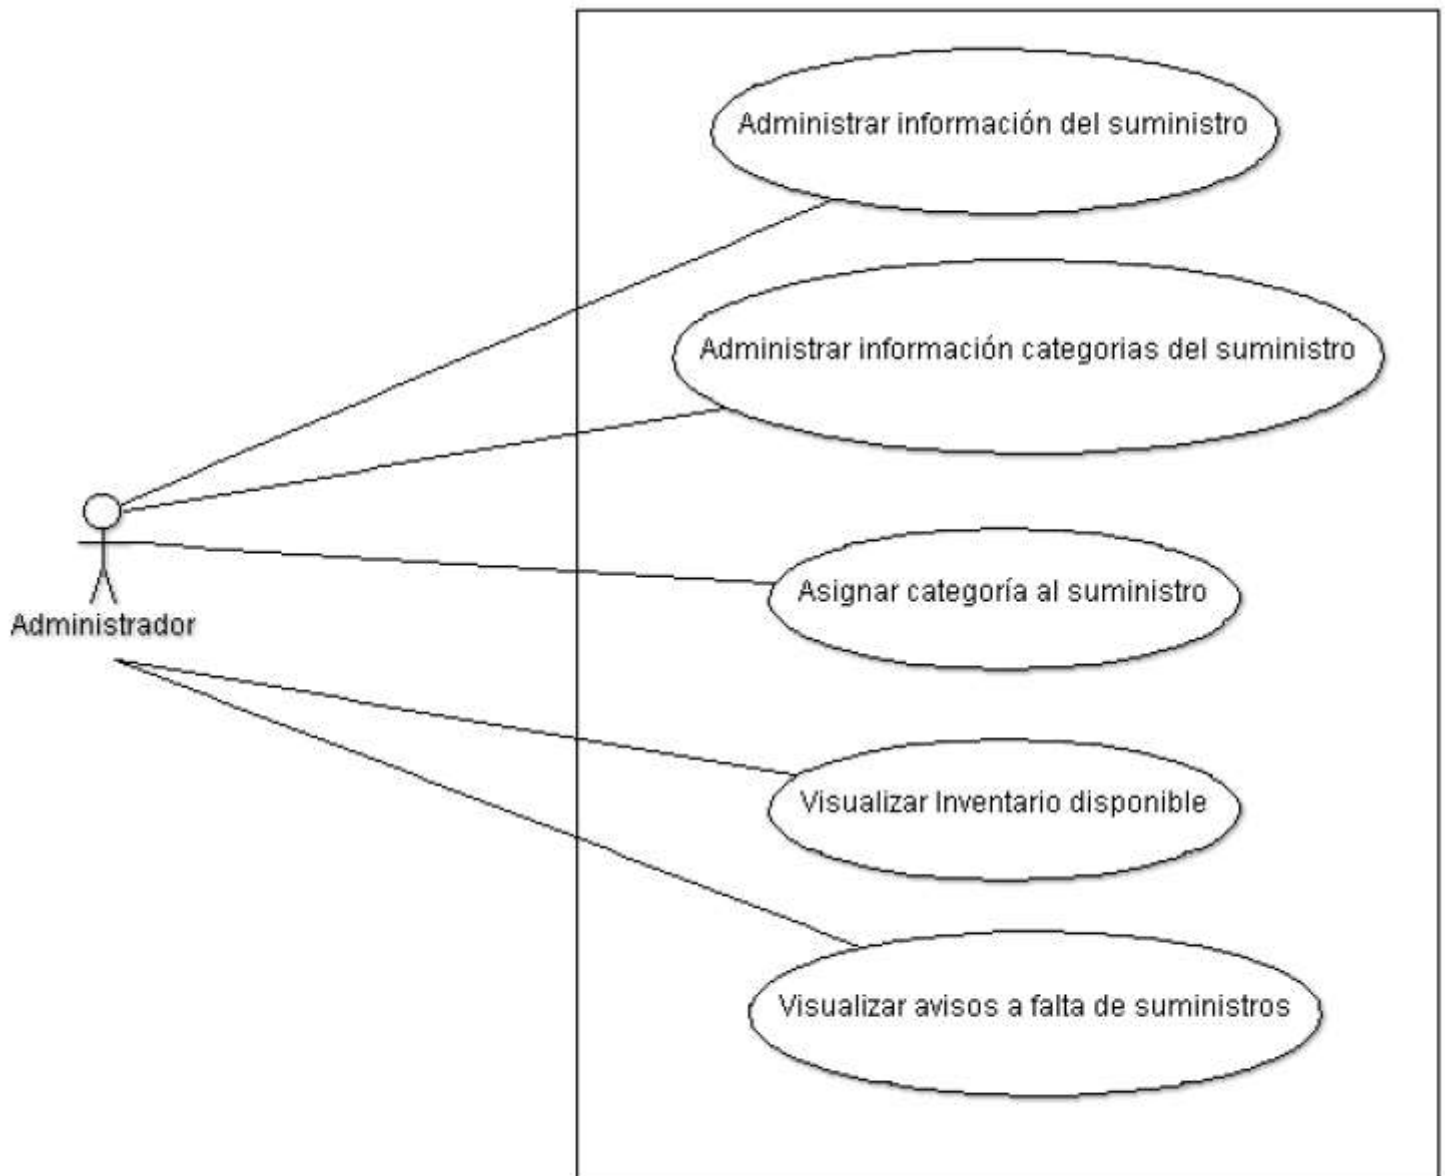 Administrar información del suministro
Administrar información categorias del suministro
Asignar categoría al suministro
Administrador
Visualizar Inventario disponible
Visualizar avisos a falta de suministros